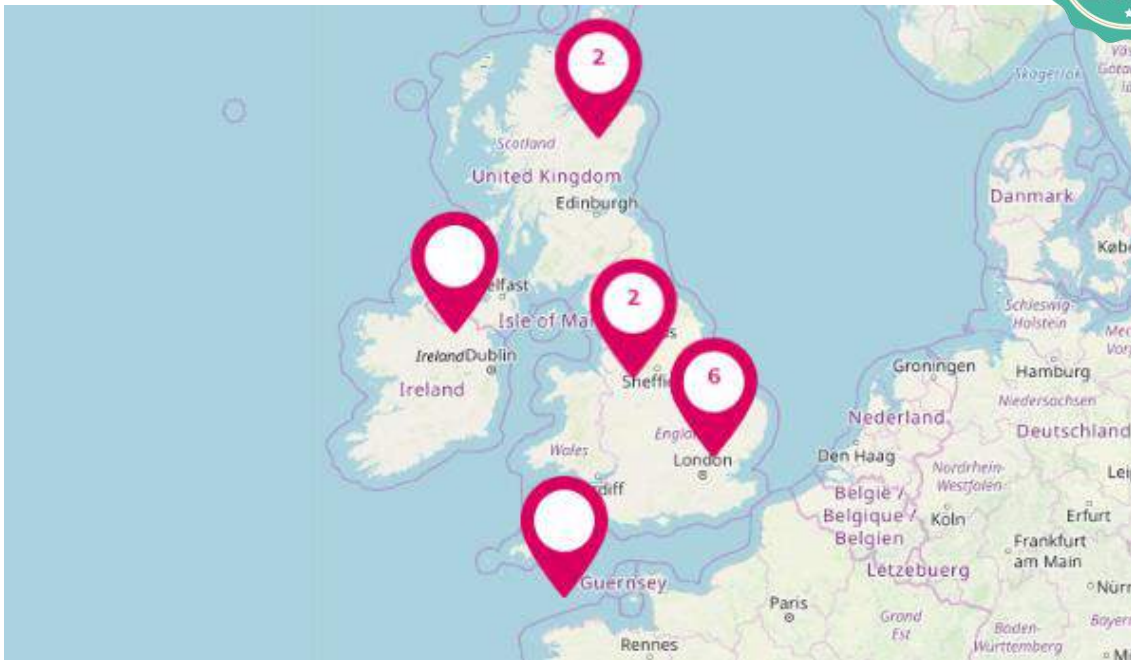 2
Skagerrak
Scotland
United Kingdom
Danmark
Edinburgh
elfast
Isle of Ma
2
Schleswig-
Holstein
Ireland
Dublin
Groningen
Hamburg
Ireland
Sheffie
6
Niedersachsen
Nederland
Deutschland
Wales
Englan
London
Den Haag
Nordrhein-
Westfalen
diff
België /
Belgique /
Belgien
Köln
Erfurt
Frankfurt
am Main
Lëtzebuerg
Guernsey
Paris
Grand
Est
Baden-
Württemberg
Rennes